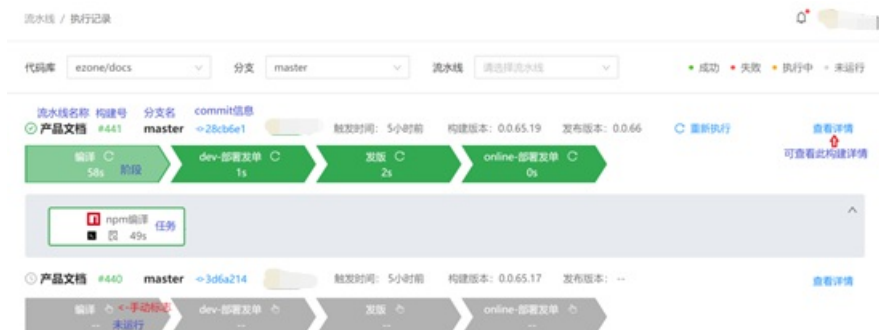 流水线 / 执行记录
代码库 ezone/docs 分支 master 流水线 请选择流水线 成功 失败 执行中 未运行
流水线名称 构建号 分支名 commit信息
产品文档 #441 master 28cb6e1 触发时间: 5小时前 构建版本: 0.0.65.19 发布版本: 0.0.66 重新执行 查看详情
可查看此构建详情
编译 dev-部署发单 发版 online-部署发单
58s 阶段 1s 2s 0s
npm编译 任务
49s
产品文档 #440 master 3d6a214 触发时间: 5小时前 构建版本: 0.0.65.17 发布版本: -- 查看详情
编译 <-手动标志 dev-部署发单 发版 online-部署发单
-- 未运行 -- -- --